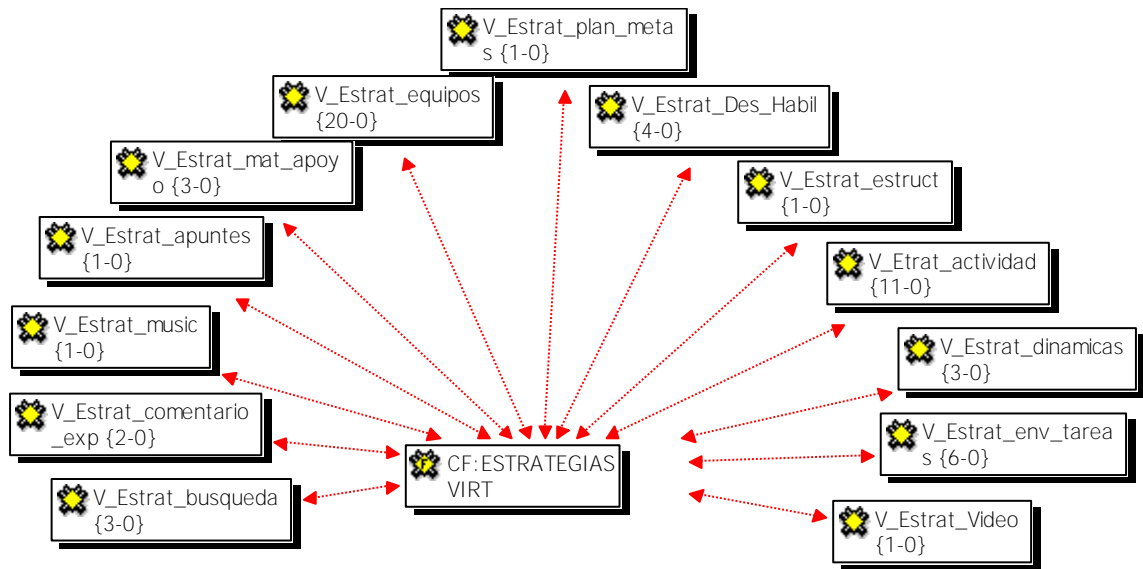 V_Estrat_plan_meta
s {1-0}
V_Estrat_equipos
{20-0}
V_Estrat_Des_Habil
{4-0}
V_Estrat_mat_apoy
o {3-0}
V_Estrat_estruct
{1-0}
V_Estrat_apuntes
{1-0}
V_Etrat_actividad
{11-0}
V_Estrat_music
{1-0}
V_Estrat_dinamicas
{3-0}
V_Estrat_comentario
_exp {2-0}
V_Estrat_env_tarea
s {6-0}
CF:ESTRATEGIAS
VIRT
V_Estrat_busqueda
{3-0}
V_Estrat_Video
{1-0}